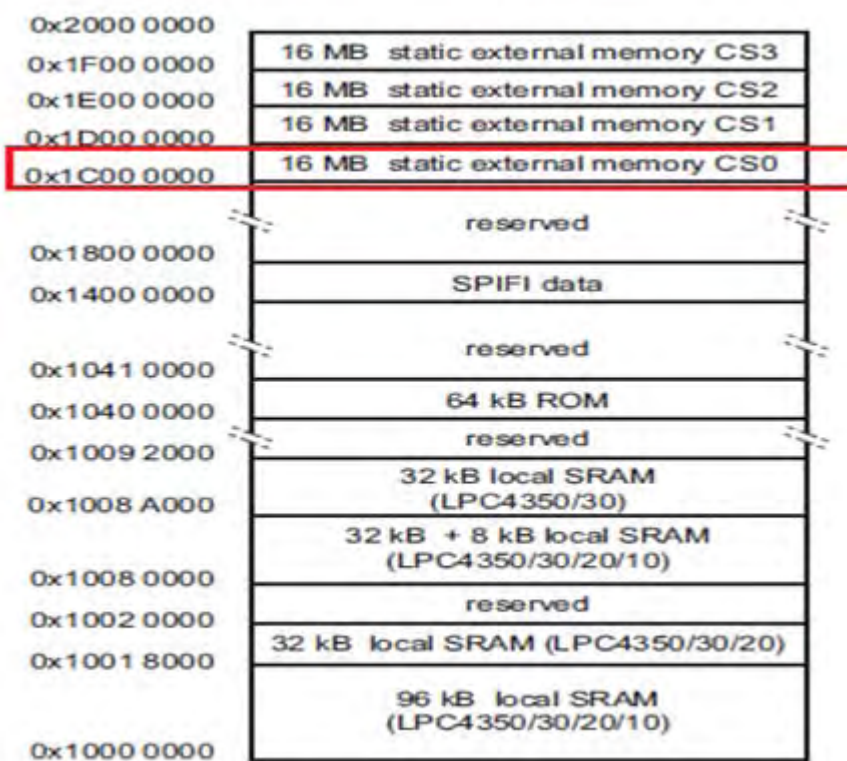 0x2000 0000
16 MB static external memory CS3
0x1F00 0000
16 MB static external memory CS2
0x1E00 0000
16 MB static external memory CS1
0x1D00 0000
16 MB static external memory CS0
0x1C00 0000
reserved
0x1800 0000
SPIFI data
0x1400 0000
reserved
0x1041 0000
64 kB ROM
0x1040 0000
reserved
0x1009 2000
32 kB local SRAM
(LPC4350/30)
0x1008 A000
32 kB + 8 kB local SRAM
(LPC4350/30/20/10)
0x1008 0000
reserved
0x1002 0000
32 kB local SRAM (LPC4350/30/20)
0x1001 8000
96 kB local SRAM
(LPC4350/30/20/10)
0x1000 0000